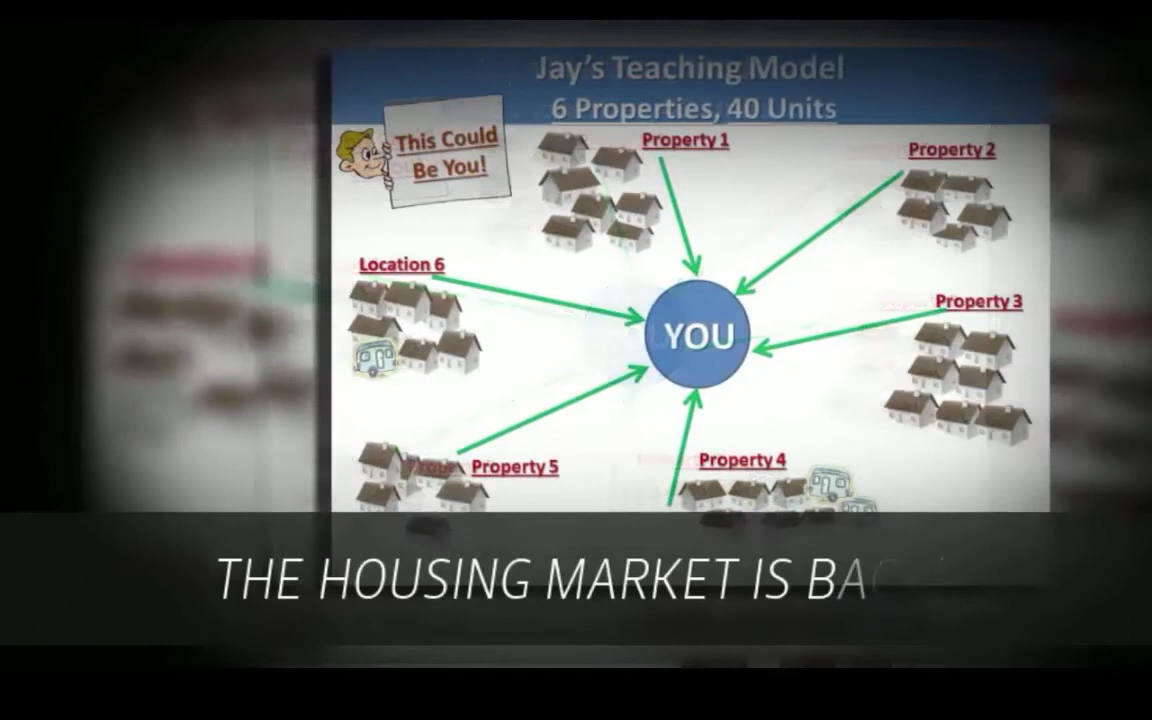 Jay's Teaching Model
6 Properties, 40 Units
This Could
Be You!
Property 1
Property 2
Location 6
Property 3
YOU
Property 4
Property 5
THE HOUSING MARKET IS BAC